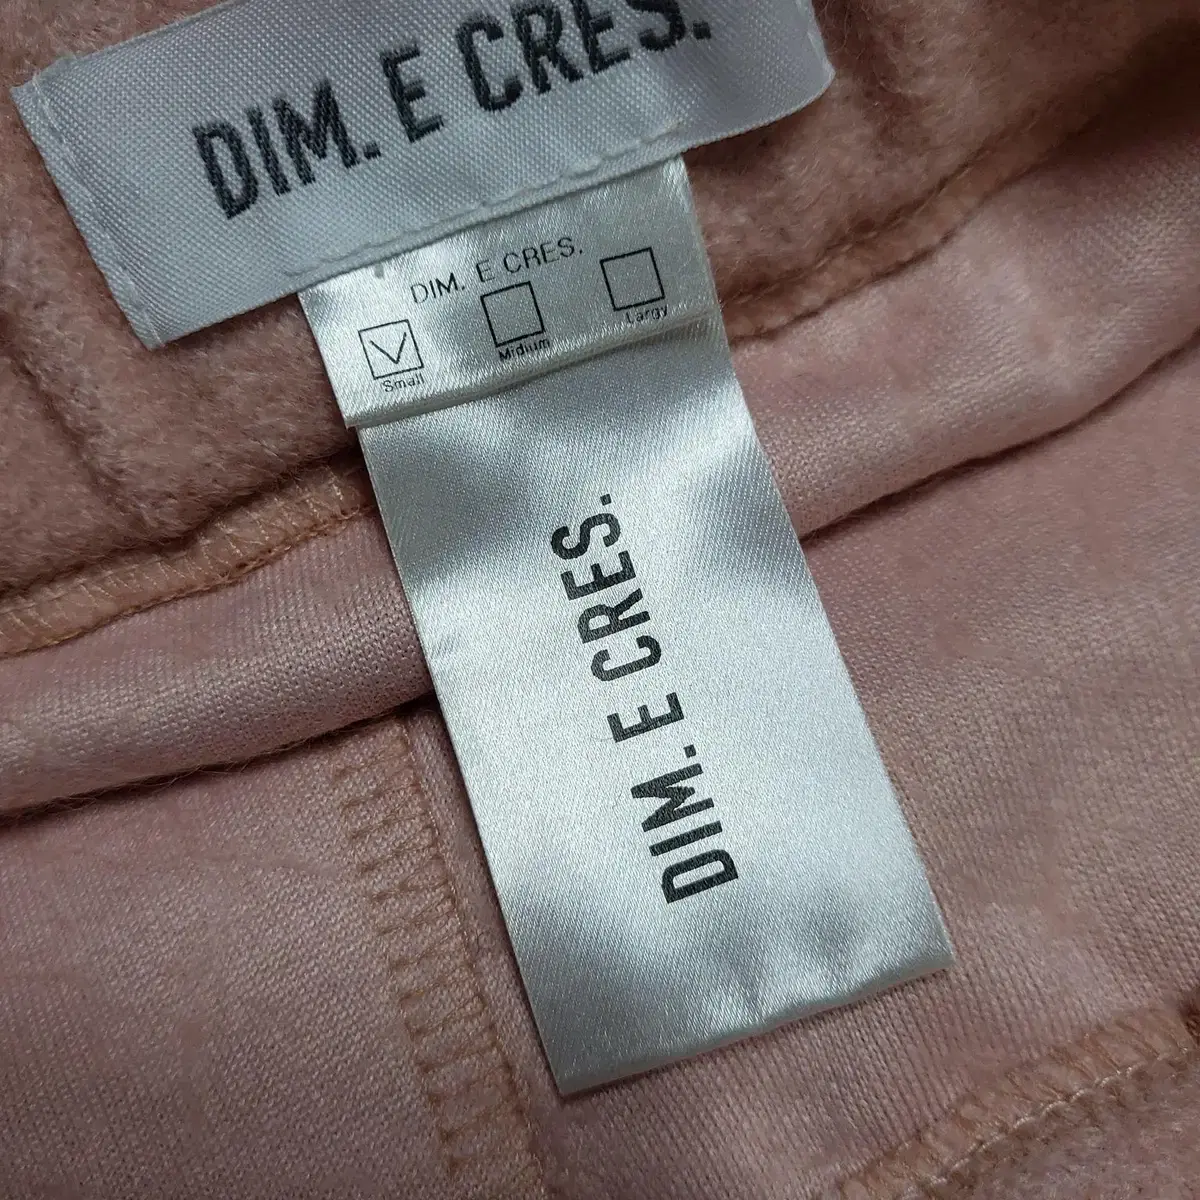 DIM. E CRES.
DIM. E CRES.
Small
Midium
Largy
DIM. E CRES.